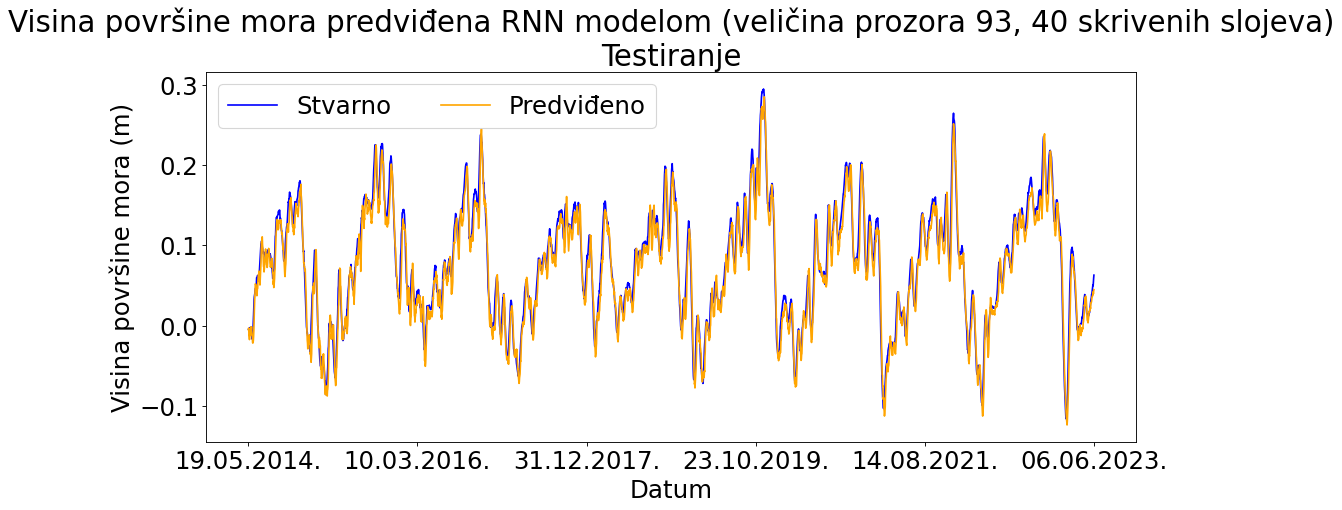 Visina površine mora predviđena RNN modelom (veličina prozora 93, 40 skrivenih slojeva)
Testiranje
Stvarno Predviđeno
Visina površine mora (m)
0.3
0.2
0.1
0.0
−0.1
19.05.2014. 10.03.2016. 31.12.2017. 23.10.2019. 14.08.2021. 06.06.2023.
Datum